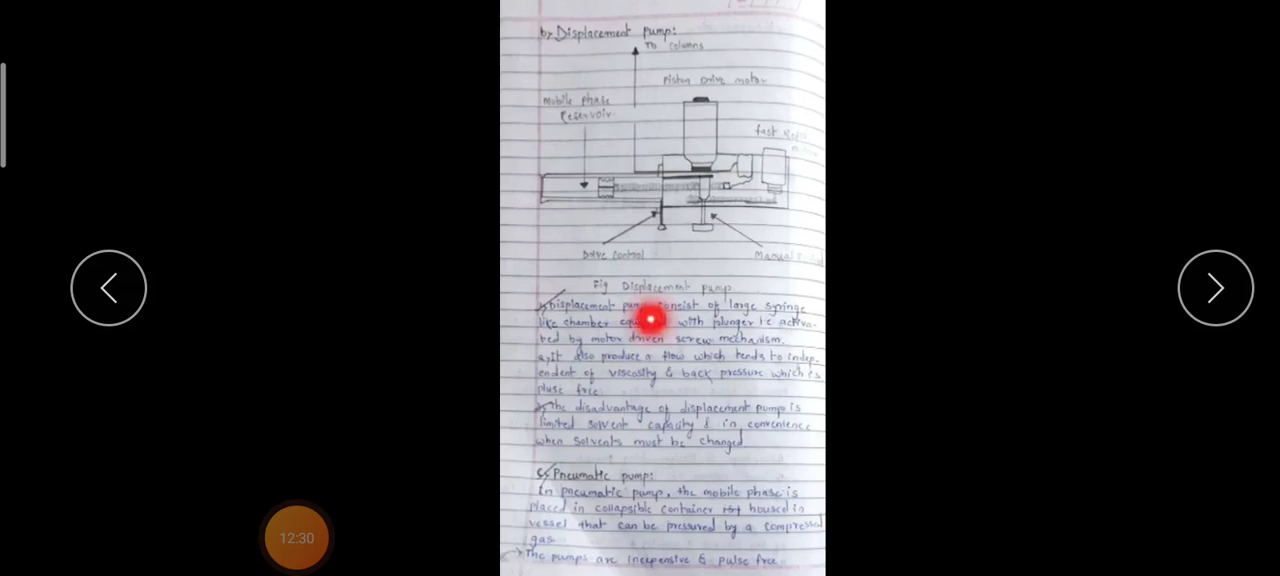 b) Displacement pump:
To columns
Piston Drive motor
mobile phase
Reservoir
fast
Drive control
Manual
Fig Displacement pump
1) Displacement pump consist of large syringe
like chamber with plunger i.e activa-
ted by motor driven screw mechanism.
2) It also produce a flow which tends to indep-
endent of viscosity & back pressure which is
pluse free
3) The disadvantage of displacement pump is
limited solvent capacity & in convenience
when solvents must be changed
c) Pneumatic pump:
In pneumatic pump, the mobile phase is
placed in collapsible container housed in
vessel that can be pressured by a compressed
gas
→ The pumps are inexpensive & pulse free
12:30